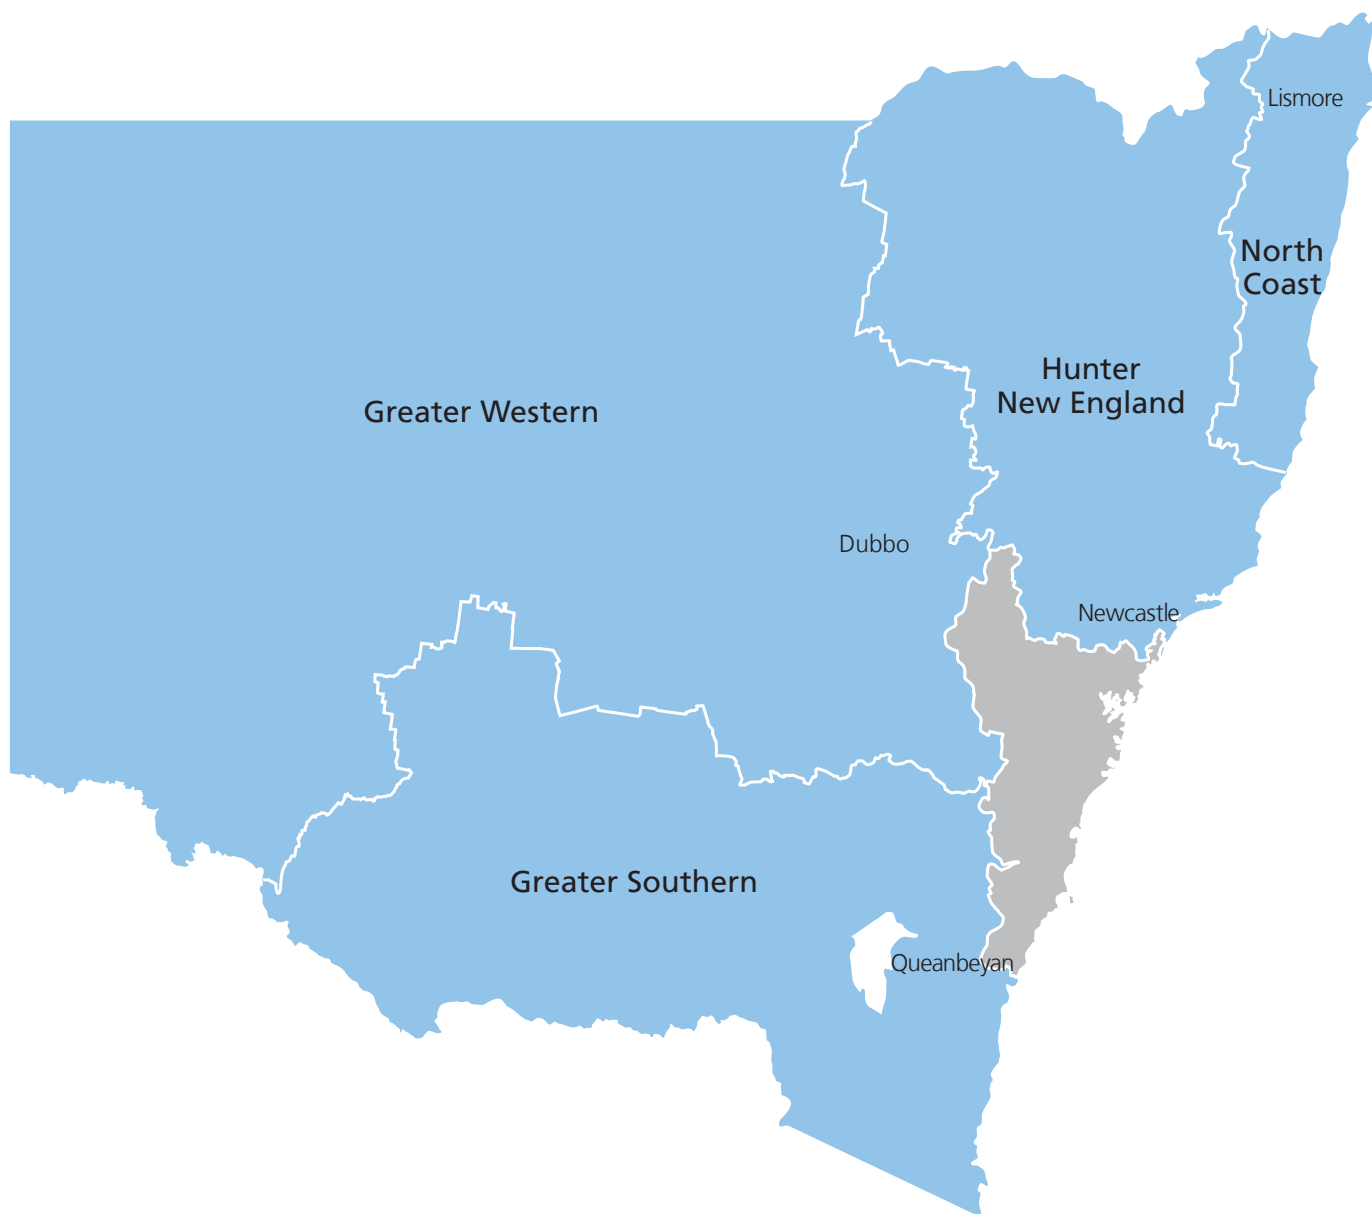 Lismore
North
Coast
Hunter
New England
Greater Western
Dubbo
Newcastle
Greater Southern
Queanbeyan